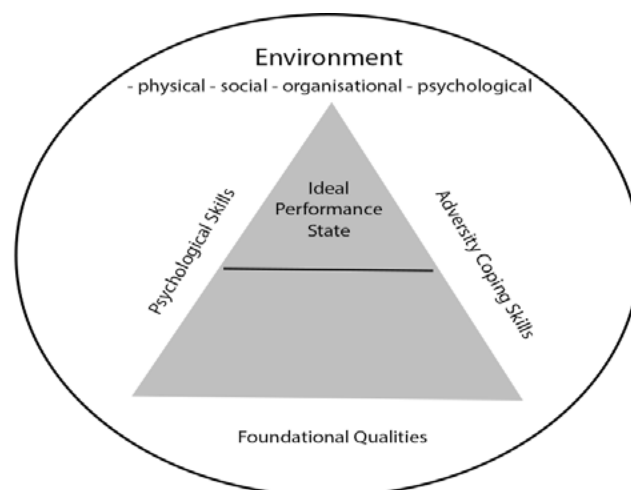 Environment
- physical - social - organisational - psychological
Ideal
Performance
State
Psychological Skills
Adversity Coping Skills
Foundational Qualities